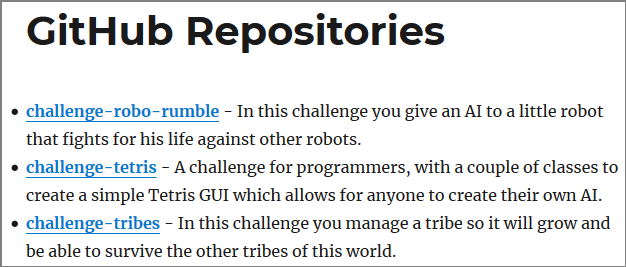 GitHub Repositories
challenge-robo-rumble - In this challenge you give an AI to a little robot
that fights for his life against other robots.
challenge-tetris - A challenge for programmers, with a couple of classes to
create a simple Tetris GUI which allows for anyone to create their own AI.
challenge-tribes - In this challenge you manage a tribe so it will grow and
be able to survive the other tribes of this world.